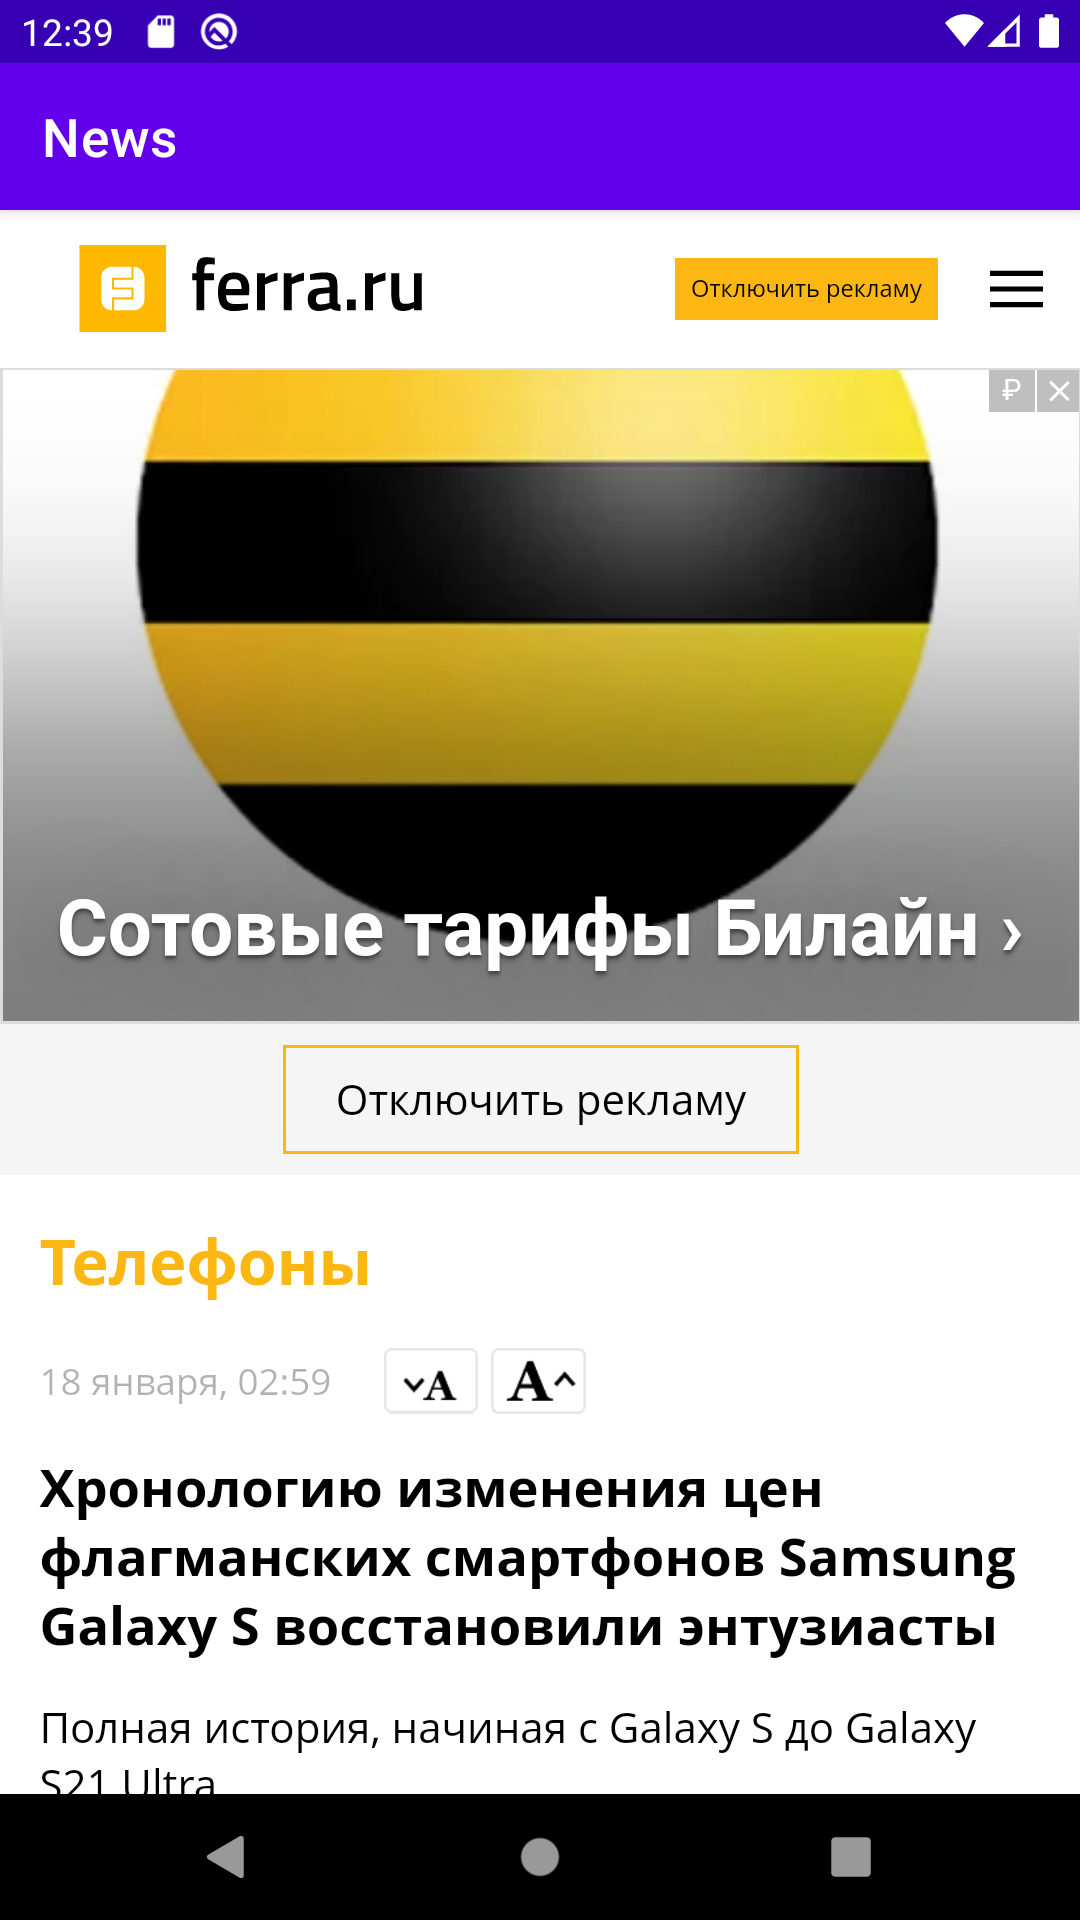 12:39
News
ferra.ru
Отключить рекламу
₽
Сотовые тарифы Билайн ›
Отключить рекламу
Телефоны
18 января, 02:59
A
A
Хронологию изменения цен
флагманских смартфонов Samsung
Galaxy S восстановили энтузиасты
Полная история, начиная с Galaxy S до Galaxy
S21 Ultra